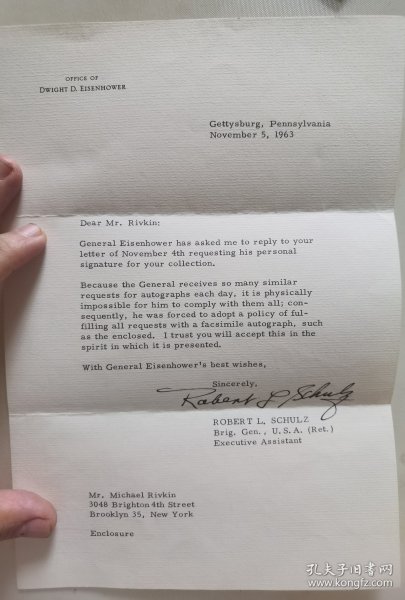 OFFICE OF
DWIGHT D. EISENHOWER
Gettysburg, Pennsylvania
November 5, 1963
Dear Mr. Rivkin:
General Eisenhower has asked me to reply to your
letter of November 4th requesting his personal
signature for your collection.
Because the General receives so many similar
requests for autographs each day, it is physically
impossible for him to comply with them all; con-
sequently, he was forced to adopt a policy of ful-
filling all requests with a facsimile autograph, such
as the enclosed. I trust you will accept this in the
spirit in which it is presented.
With General Eisenhower's best wishes,
Sincerely,
Robert L Schulz
ROBERT L. SCHULZ
Brig. Gen., U.S.A. (Ret.)
Executive Assistant
Mr. Michael Rivkin
3048 Brighton 4th Street
Brooklyn 35, New York
Enclosure
孔夫子旧书网
www.kongfz.com